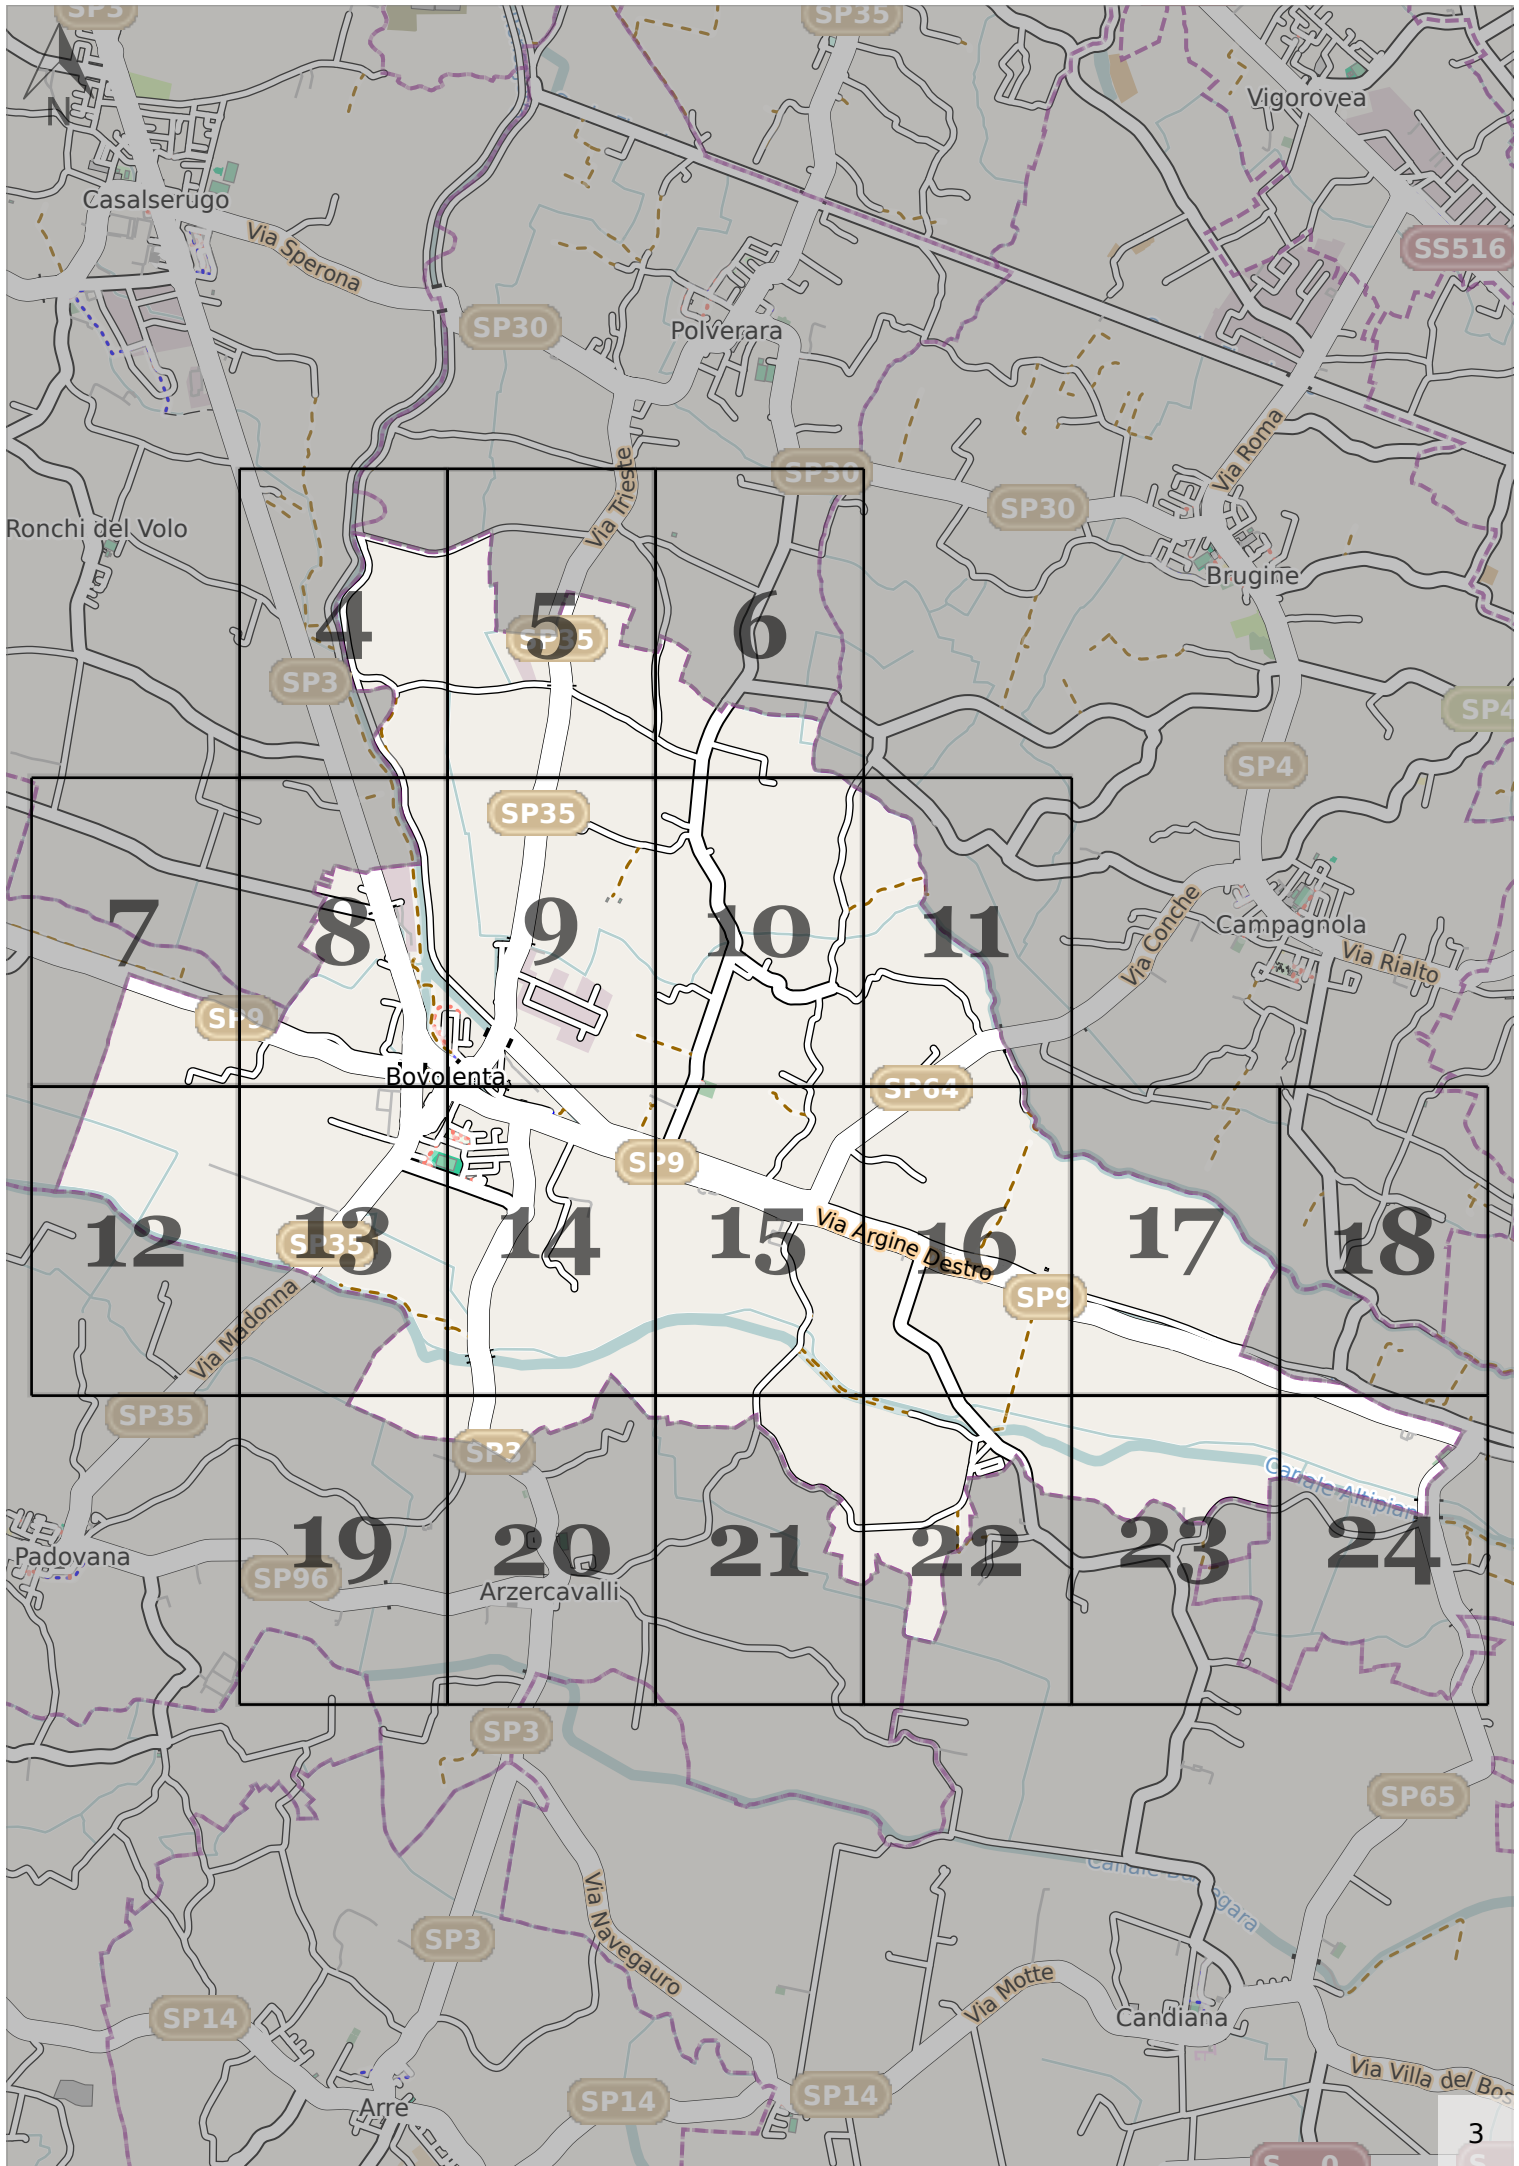 SP3
SP35
N
Vigorovea
Casalserugo
Via Sperona
SS516
SP30
Polverara
Via Roma
Via Trieste
SP30
SP30
Ronchi del Volo
Brugine
4
5
6
SP35
SP3
SP4
SP4
SP35
7
8
9
10
11
Via Conche
Campagnola
Via Rialto
SP9
Bovolenta
SP64
SP9
12
13
14
15
16
17
18
SP35
Via Argine Destro
SP9
Via Madonna
SP35
SP3
Canale Altipian
19
20
21
22
23
24
Padovana
SP96
Arzercavalli
SP3
SP65
Via Navegauro
SP3
Via Motte
SP14
Candiana
Via Villa del Bos
SP14
SP14
Arre
3